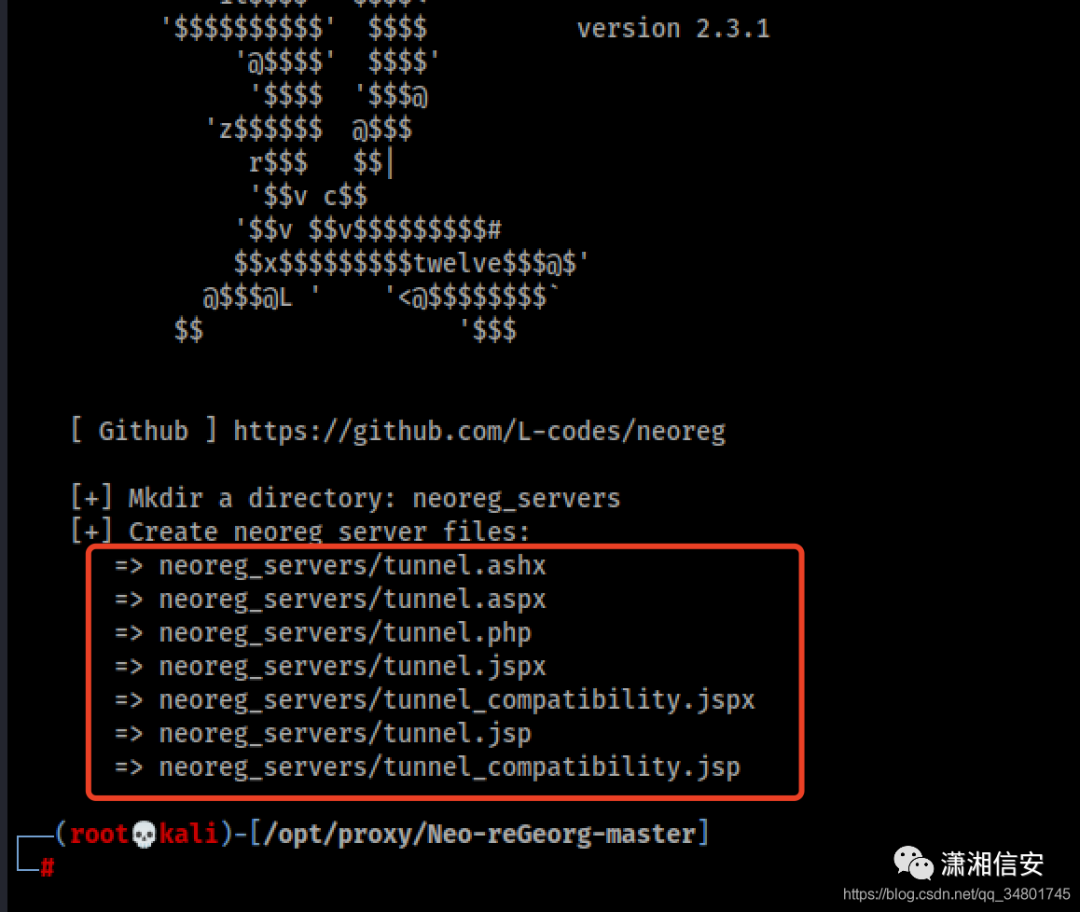 '$$$$$$$$$$'  $$$$          version 2.3.1
'@$$$$'  $$$$'
'$$$$  '$$$@
'z$$$$$$  @$$$
r$$$   $$|
'$$v c$$
'$$v $$v$$$$$$$$$#
$$x$$$$$$$$$twelve$$$@$'
@$$$@L '    '<@$$$$$$$$`
$$                 '$$$
[ Github ] https://github.com/L-codes/neoreg
[+] Mkdir a directory: neoreg_servers
[+] Create neoreg server files:
=> neoreg_servers/tunnel.ashx
=> neoreg_servers/tunnel.aspx
=> neoreg_servers/tunnel.php
=> neoreg_servers/tunnel.jspx
=> neoreg_servers/tunnel_compatibility.jspx
=> neoreg_servers/tunnel.jsp
=> neoreg_servers/tunnel_compatibility.jsp
(root💀kali)-[/opt/proxy/Neo-reGeorg-master]
#
潇湘信安
https://blog.csdn.net/qq_34801745